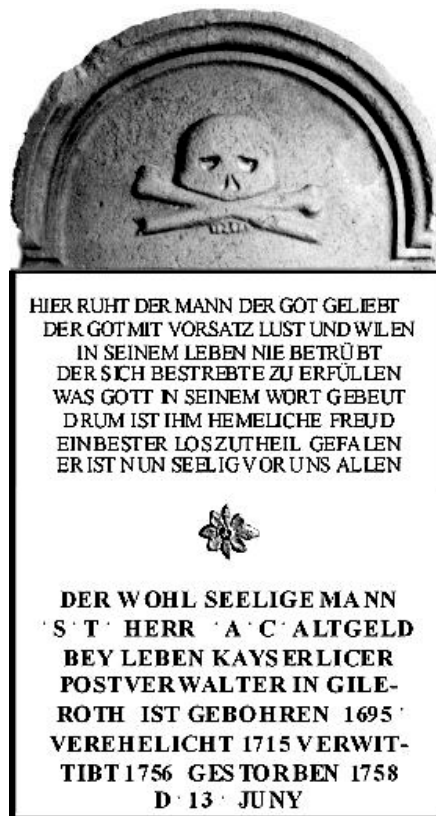 HIER RUHT DER MANN DER GOT GELIEBT
DER GOT MIT VORSATZ LUST UND WILEN
IN SEINEM LEBEN NIE BETRÜBT
DER SICH BESTREBTE ZU ERFÜLLEN
WAS GOTT IN SEINEM WORT GEBEUT
DRUM IST IHM HEMELICHE FREUD
EIN BESTER LOS ZUTHEIL GEFALEN
ER IST NUN SEELIG VOR UNS ALLEN
DER WOHL SEELIGE MANN
· S · T · HERR · A · C · ALTGELD
BEY LEBEN KAYSERLICER
POSTVERWALTER IN GILE-
ROTH IST GEBOHREN 1695 ·
VEREHELICHT 1715 VERWIT-
TIBT 1756 GESTORBEN 1758
D · 13 · JUNY